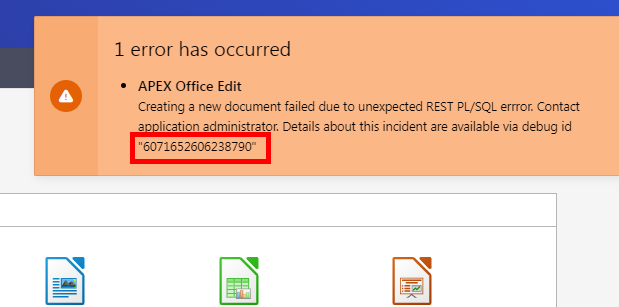 1 error has occurred
APEX Office Edit
Creating a new document failed due to unexpected REST PL/SQL errror. Contact
application administrator. Details about this incident are available via debug id
"6071652606238790"